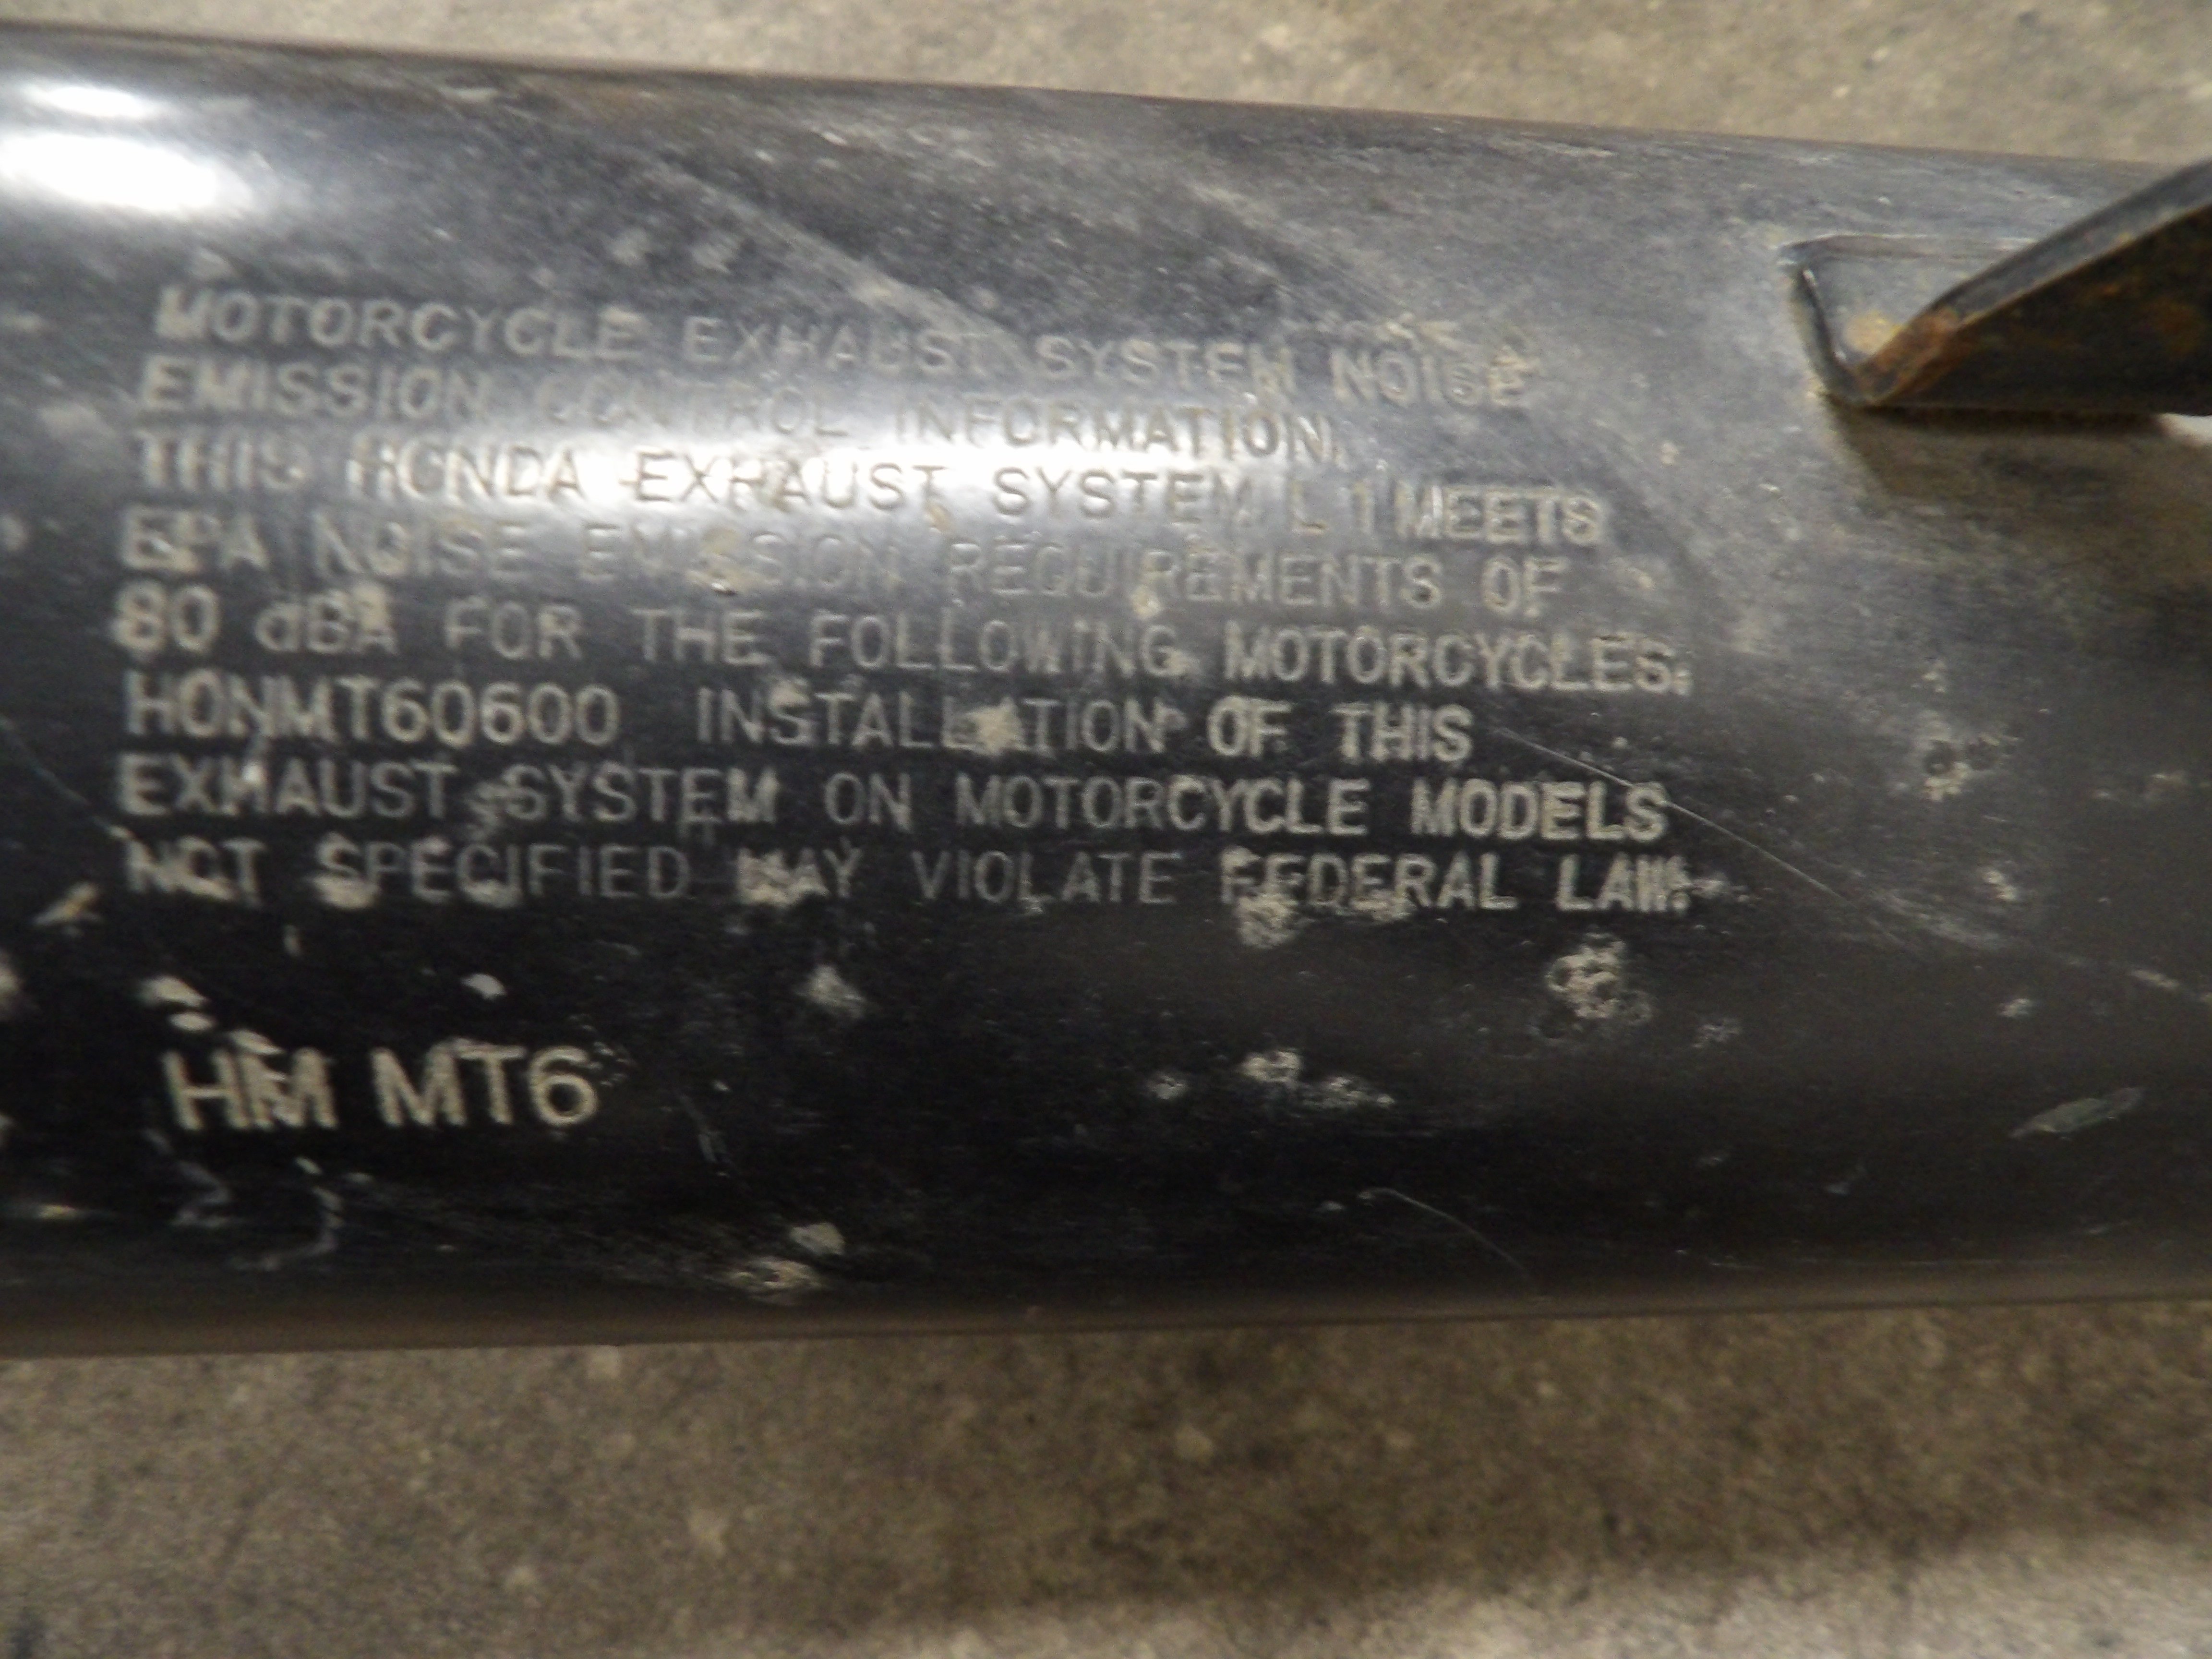 MOTORCYCLE EXHAUST SYSTEM NOISE
EMISSION CONTROL INFORMATION.
THIS HONDA EXHAUST SYSTEM L 1 MEETS
EPA NOISE EMISSION REQUIREMENTS OF
80 dBA FOR THE FOLLOWING MOTORCYCLES.
HONMT60600 INSTALLATION OF THIS
EXHAUST SYSTEM ON MOTORCYCLE MODELS
NOT SPECIFIED MAY VIOLATE FEDERAL LAW.
HM MT6